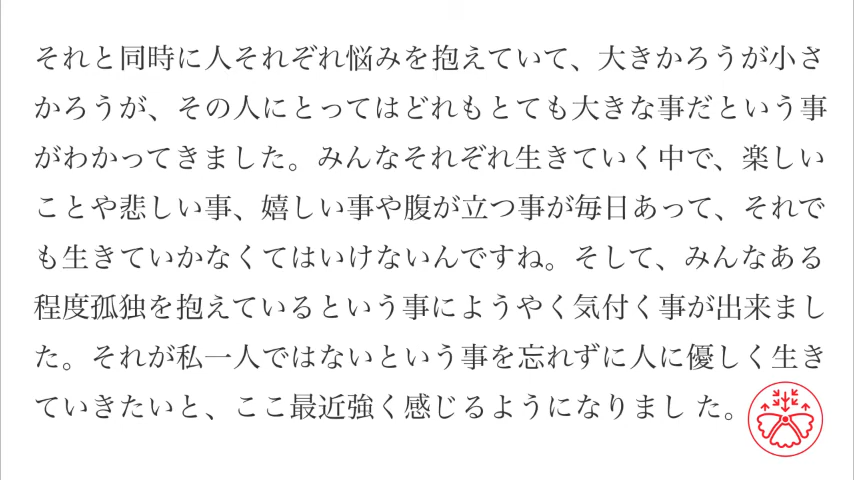 それと同時に人それぞれ悩みを抱えていて、大きかろうが小さ
かろうが、その人にとってはどれもとても大きな事だという事
がわかってきました。みんなそれぞれ生きていく中で、楽しい
ことや悲しい事、嬉しい事や腹が立つ事が毎日あって、それで
も生きていかなくてはいけないんですね。そして、みんなある
程度孤独を抱えているという事にようやく気付く事が出来まし
た。それが私一人ではないという事を忘れずに人に優しく生き
ていきたいと、ここ最近強く感じるようになりまし た。